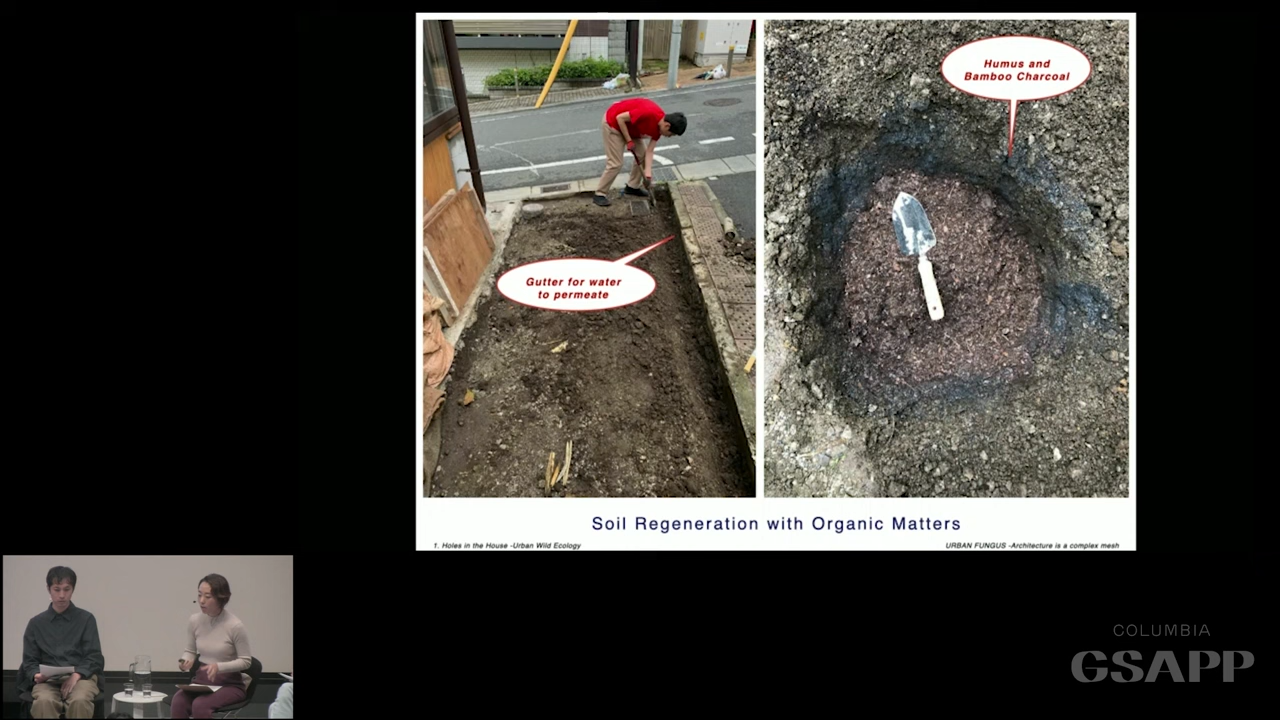 Humus and
Bamboo Charcoal
Gutter for water
to permeate
Soil Regeneration with Organic Matters
1. Holes in the House -Urban Wild Ecology
URBAN FUNGUS -Architecture is a complex mesh
COLUMBIA
GSAPP